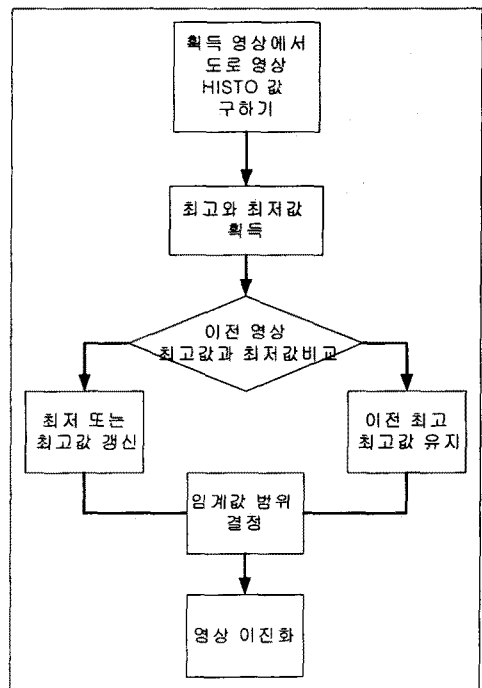 획득 영상에서
도로 영상
HISTO 값
구하기
최고와 최저값
획득
이전 영상
최고값과 최저값비교
최저 또는
최고값 갱신
이전 최고
최고값 유지
임계값 범위
결정
영상 이진화